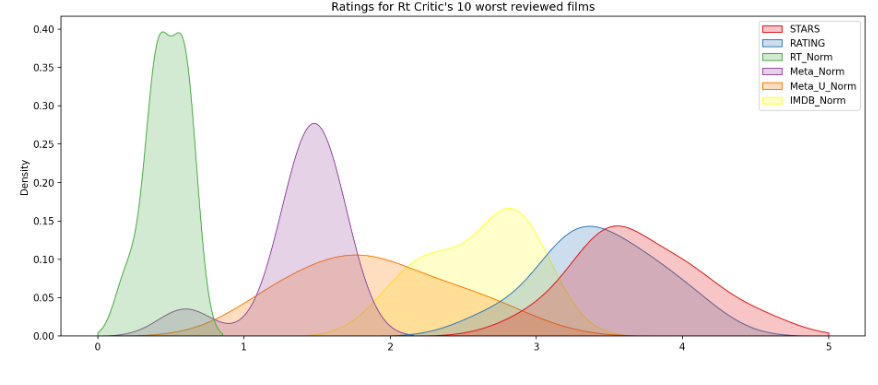 Ratings for Rt Critic's 10 worst reviewed films
0.40
0.35
0.30
0.25
0.20
0.15
0.10
0.05
0.00
Density
STARS
RATING
RT_Norm
Meta_Norm
Meta_U_Norm
IMDB_Norm
0 1 2 3 4 5